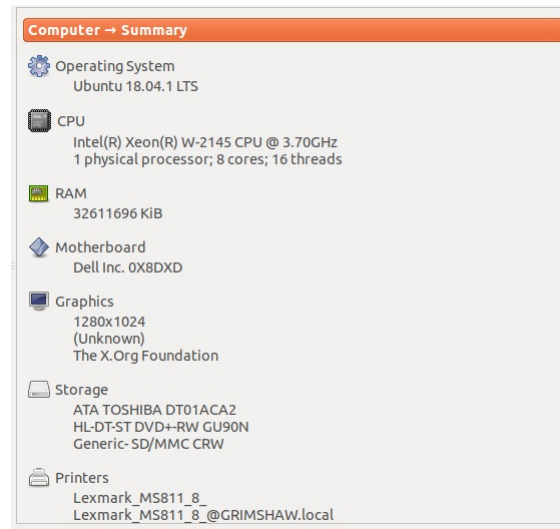 Computer → Summary
Operating System
Ubuntu 18.04.1 LTS
CPU
Intel(R) Xeon(R) W-2145 CPU @ 3.70GHz
1 physical processor; 8 cores; 16 threads
RAM
32611696 KiB
Motherboard
Dell Inc. 0X8DXD
Graphics
1280x1024
(Unknown)
The X.Org Foundation
Storage
ATA TOSHIBA DT01ACA2
HL-DT-ST DVD+-RW GU90N
Generic- SD/MMC CRW
Printers
Lexmark_MS811_8_
Lexmark_MS811_8_@GRIMSHAW.local